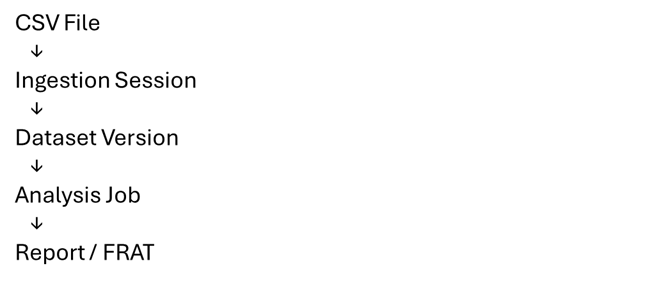 CSV File
↓
Ingestion Session
↓
Dataset Version
↓
Analysis Job
↓
Report / FRAT